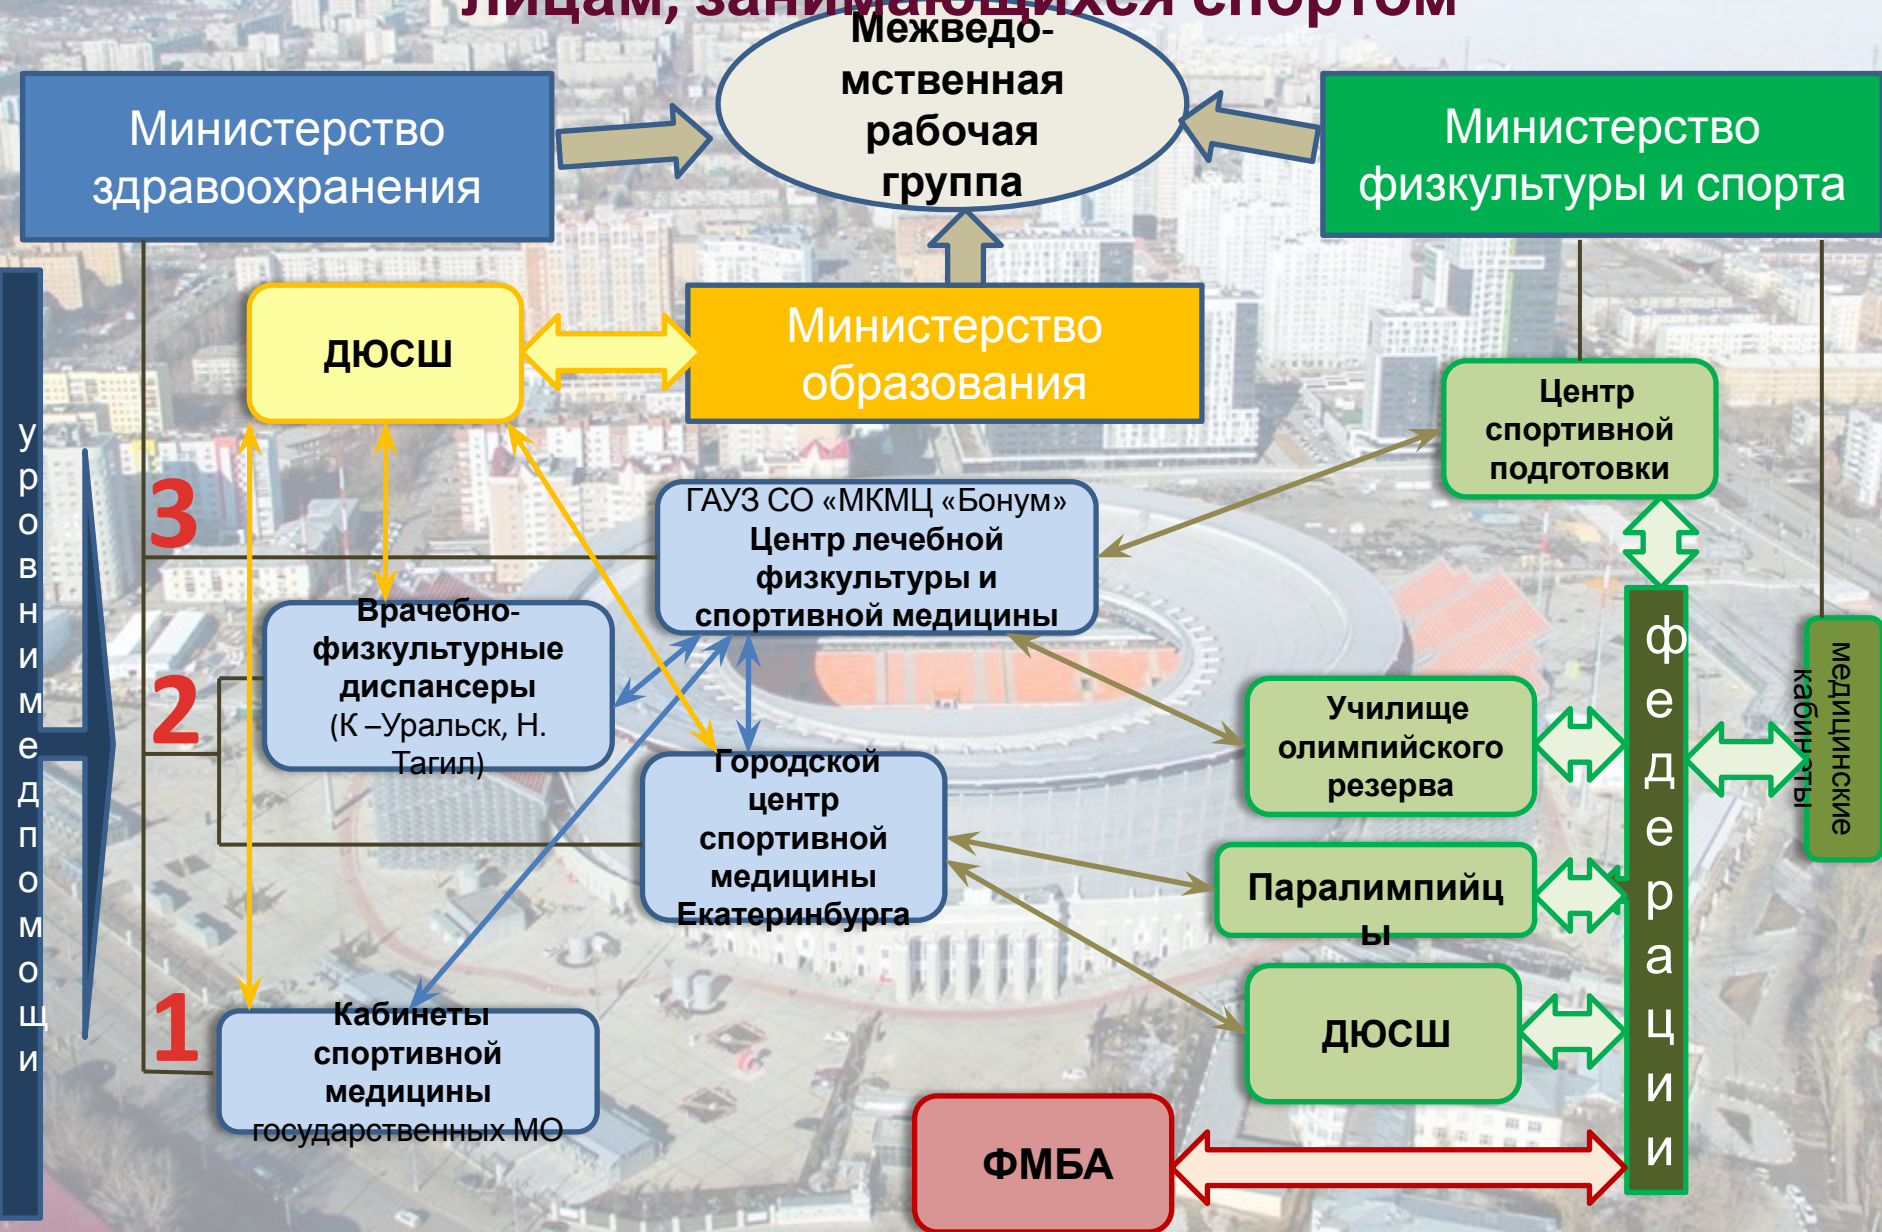 лицам, занимающихся спортом
Межведо-
мственная
рабочая
группа
Министерство
здравоохранения
Министерство
физкультуры и спорта
ДЮСШ
Министерство
образования
Центр
спортивной
подготовки
уровни медпомощи
3
ГАУЗ СО «МКМЦ «Бонум»
Центр лечебной
физкультуры и
спортивной медицины
2
Врачебно-
физкультурные
диспансеры
(К –Уральск, Н.
Тагил)
Городской
центр
спортивной
медицины
Екатеринбурга
Училище
олимпийского
резерва
федерации
медицинские
кабинеты
Паралимпийц
ы
1
Кабинеты
спортивной
медицины
государственных МО
ДЮСШ
ФМБА